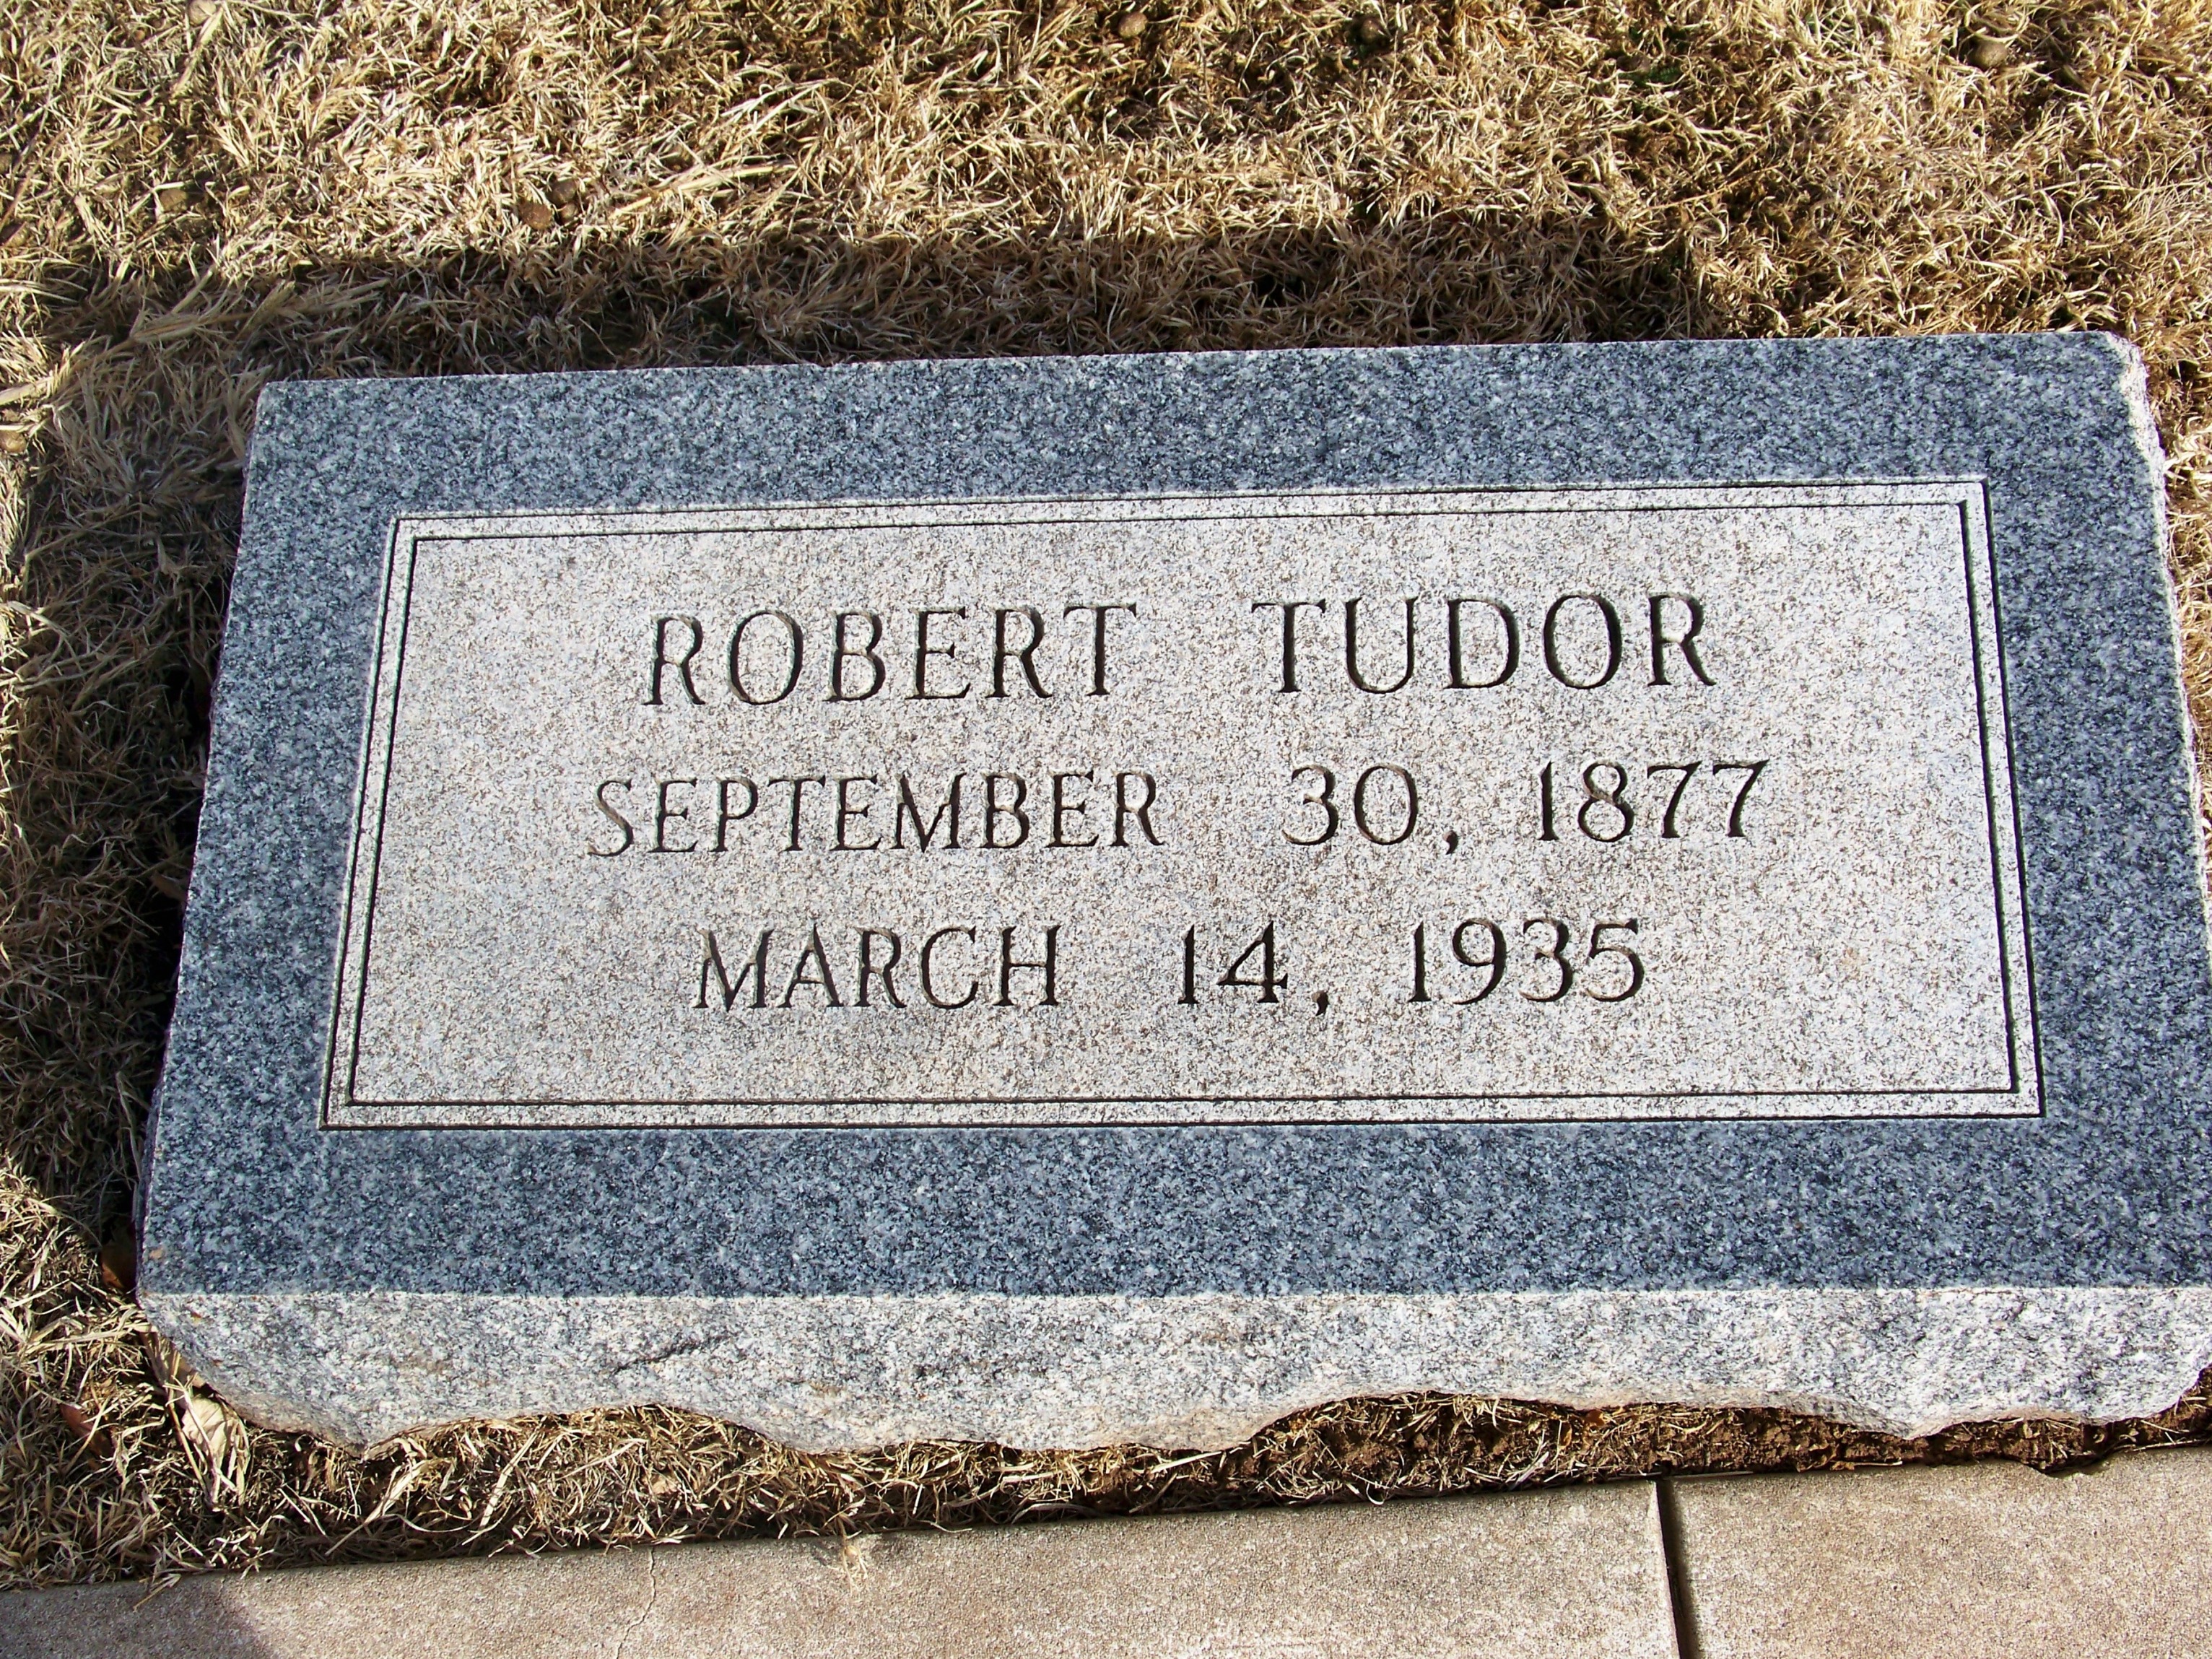 ROBERT TUDOR
SEPTEMBER 30, 1877
MARCH 14, 1935